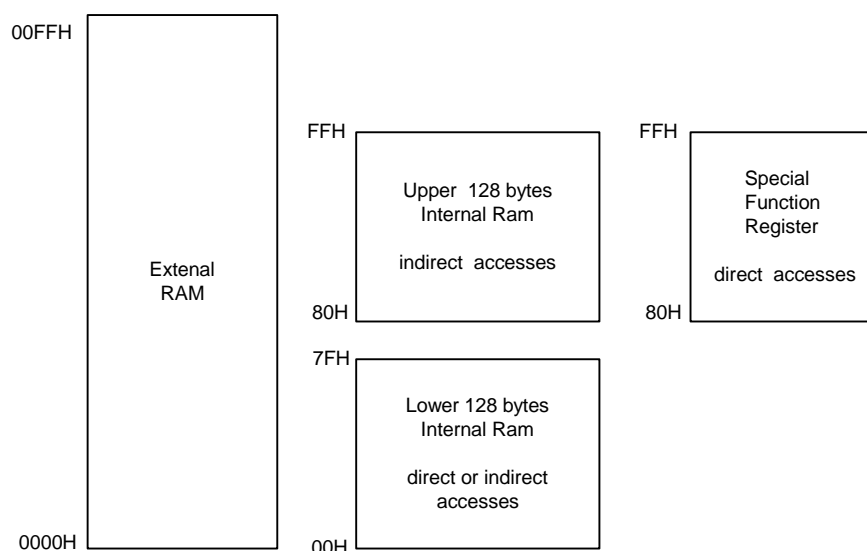 00FFH
Extenal
RAM
0000H
FFH
Upper 128 bytes
Internal Ram
indirect accesses
80H
7FH
Lower 128 bytes
Internal Ram
direct or indirect
accesses
00H
FFH
Special
Function
Register
direct accesses
80H